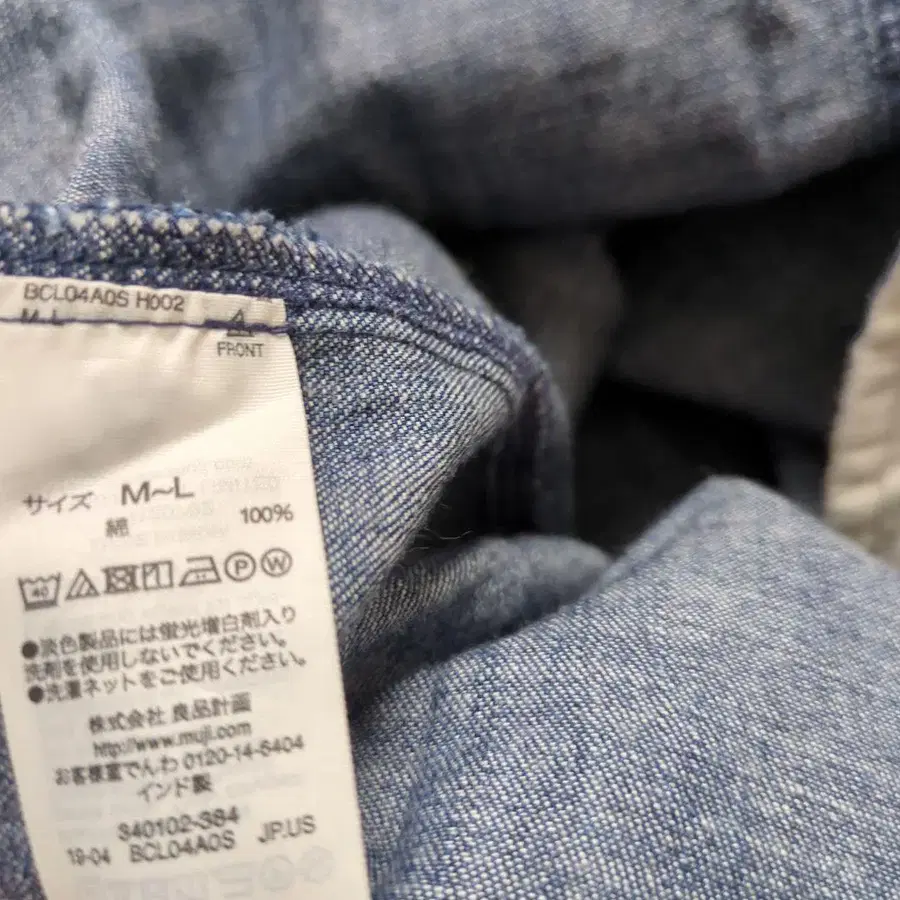 BCL04A0S H002
M-L
FRONT
サイズ M~L
綿 100%
40
●淡色製品には蛍光増白剤入り
洗剤を使用しないでください。
●洗濯ネットをご使用ください。
株式会社 良品計画
http://www.muji.com
お客様室でんわ 0120-14-6404
インド製
340102-384
19-04 BCL04A0S JP.US